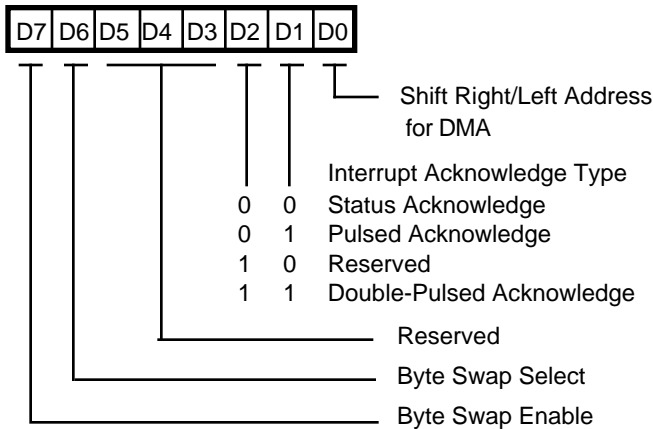 D7 D6 D5 D4 D3 D2 D1 D0
Shift Right/Left Address
for DMA
Interrupt Acknowledge Type
0 0 Status Acknowledge
0 1 Pulsed Acknowledge
1 0 Reserved
1 1 Double-Pulsed Acknowledge
Reserved
Byte Swap Select
Byte Swap Enable